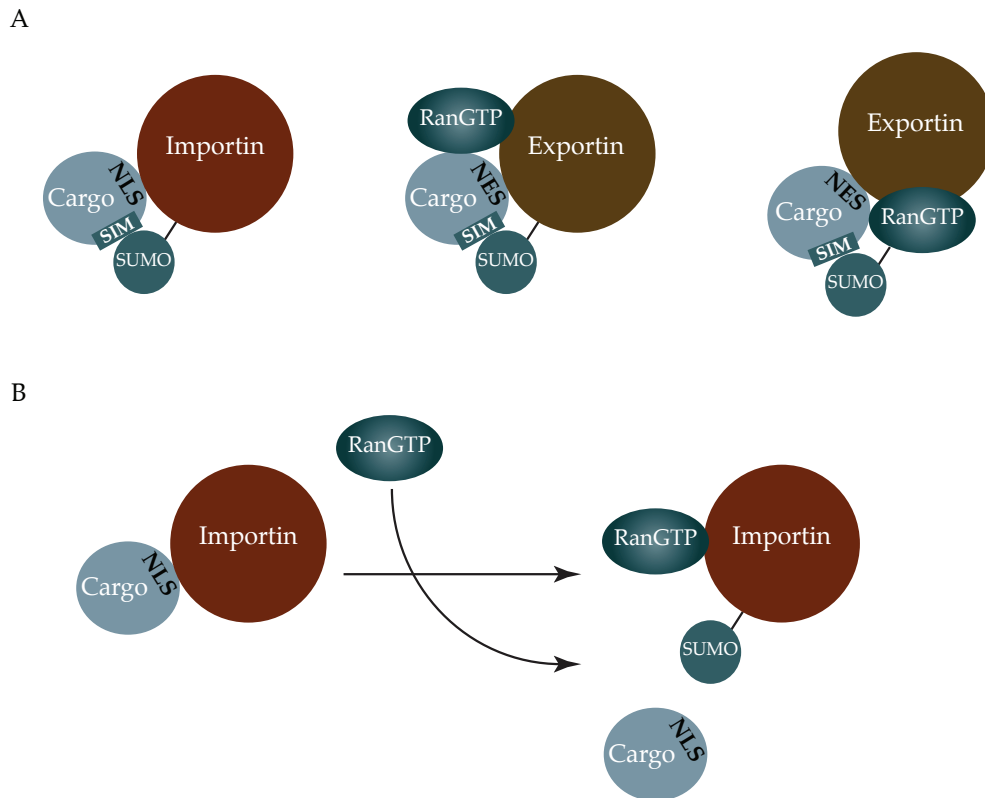 A
Importin
NLS
Cargo
SIM
SUMO
RanGTP
Exportin
NES
Cargo
SIM
SUMO
Exportin
NES
Cargo
RanGTP
SIM
SUMO
B
RanGTP
Importin
NLS
Cargo
RanGTP
Importin
SUMO
NLS
Cargo